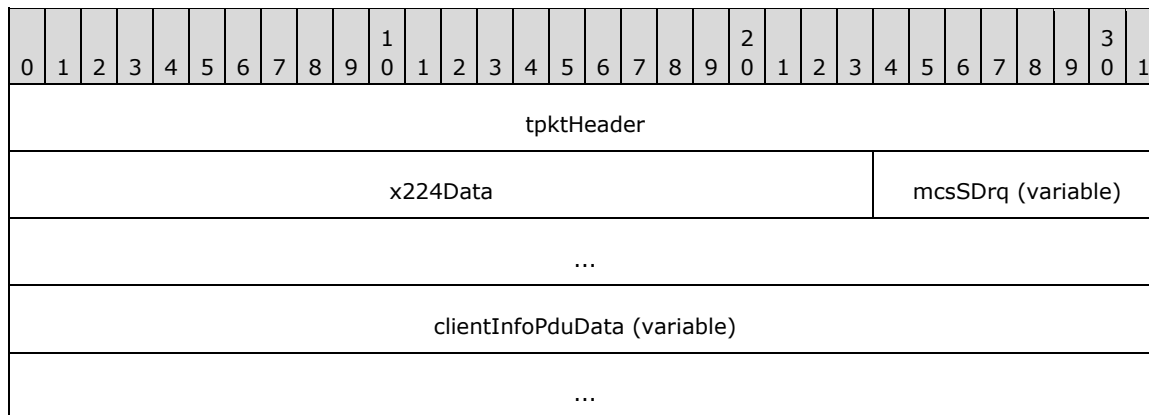 1 2 3
0 1 2 3 4 5 6 7 8 9 0 1 2 3 4 5 6 7 8 9 0 1 2 3 4 5 6 7 8 9 0 1
tpktHeader
x224Data mcsSDrq (variable)
...
clientInfoPduData (variable)
...